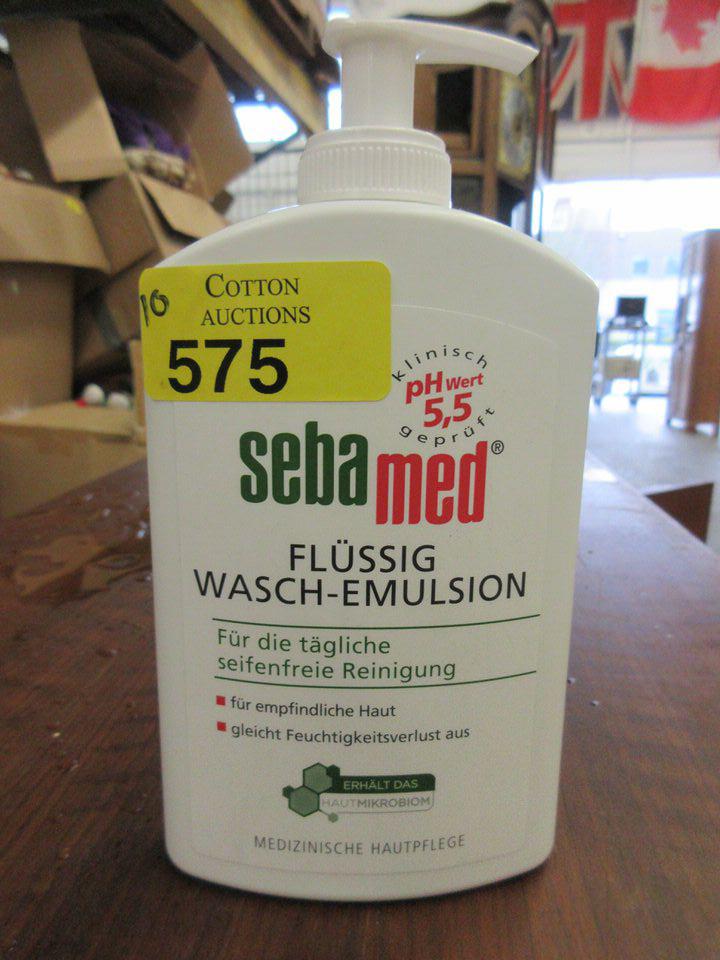 10
COTTON
AUCTIONS
575
klinisch
pH Wert
5,5
geprüft
sebamed®
FLÜSSIG
WASCH-EMULSION
Für die tägliche
seifenfreie Reinigung
für empfindliche Haut
gleicht Feuchtigkeitsverlust aus
ERHÄLT DAS
HAUTMIKROBIOM
MEDIZINISCHE HAUTPFLEGE